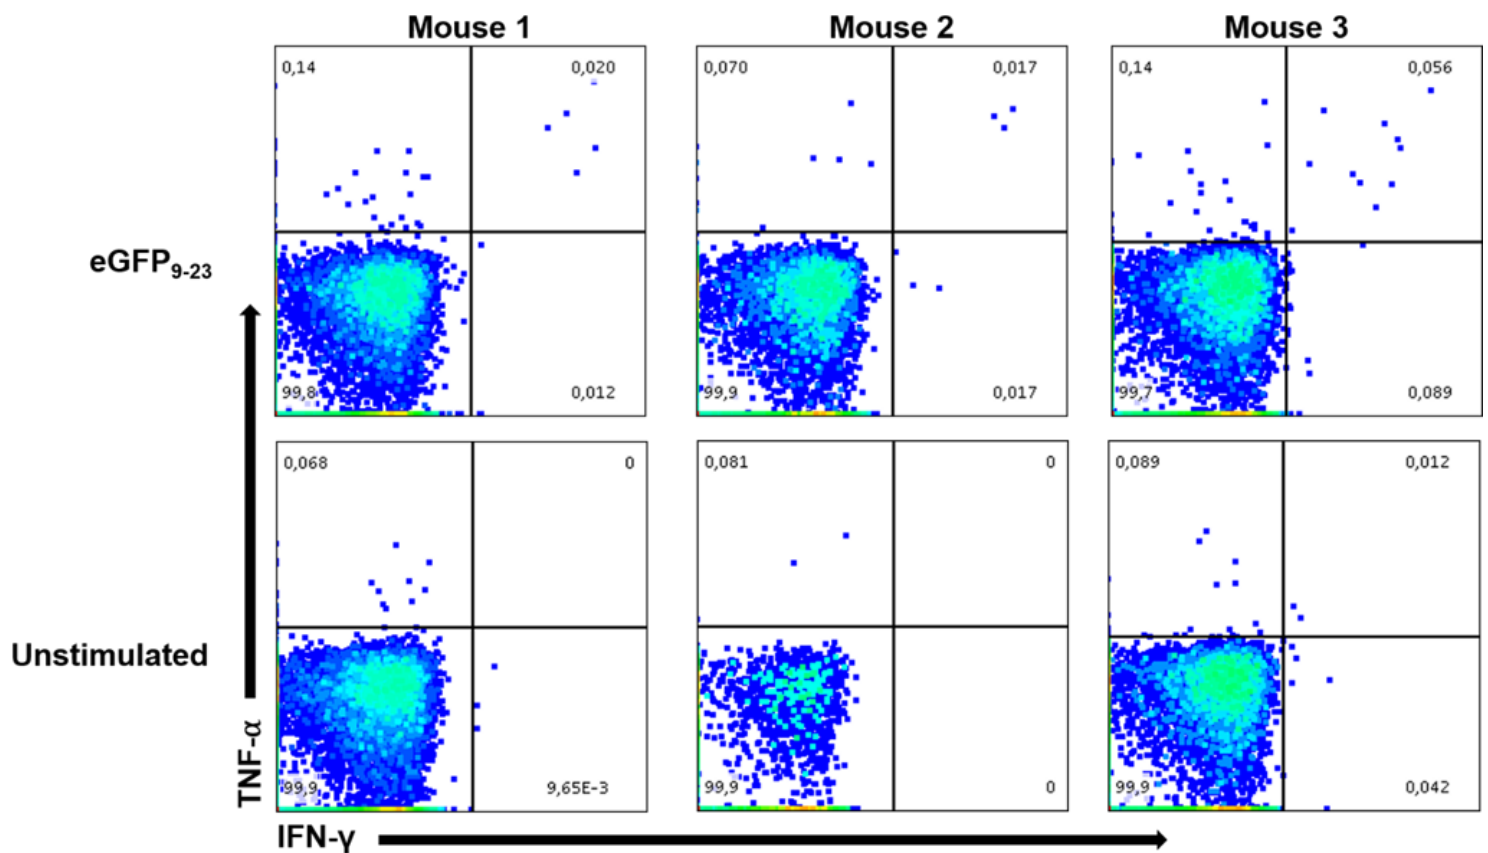 Mouse 1 Mouse 2 Mouse 3
0,14 0,020 0,070 0,017 0,14 0,056
eGFP9-23
99,8 0,012 99,9 0,017 99,7 0,089
0,068 0 0,081 0 0,089 0,012
Unstimulated
TNF-α
99,9 9,65E-3 99,9 0 99,9 0,042
IFN-γ